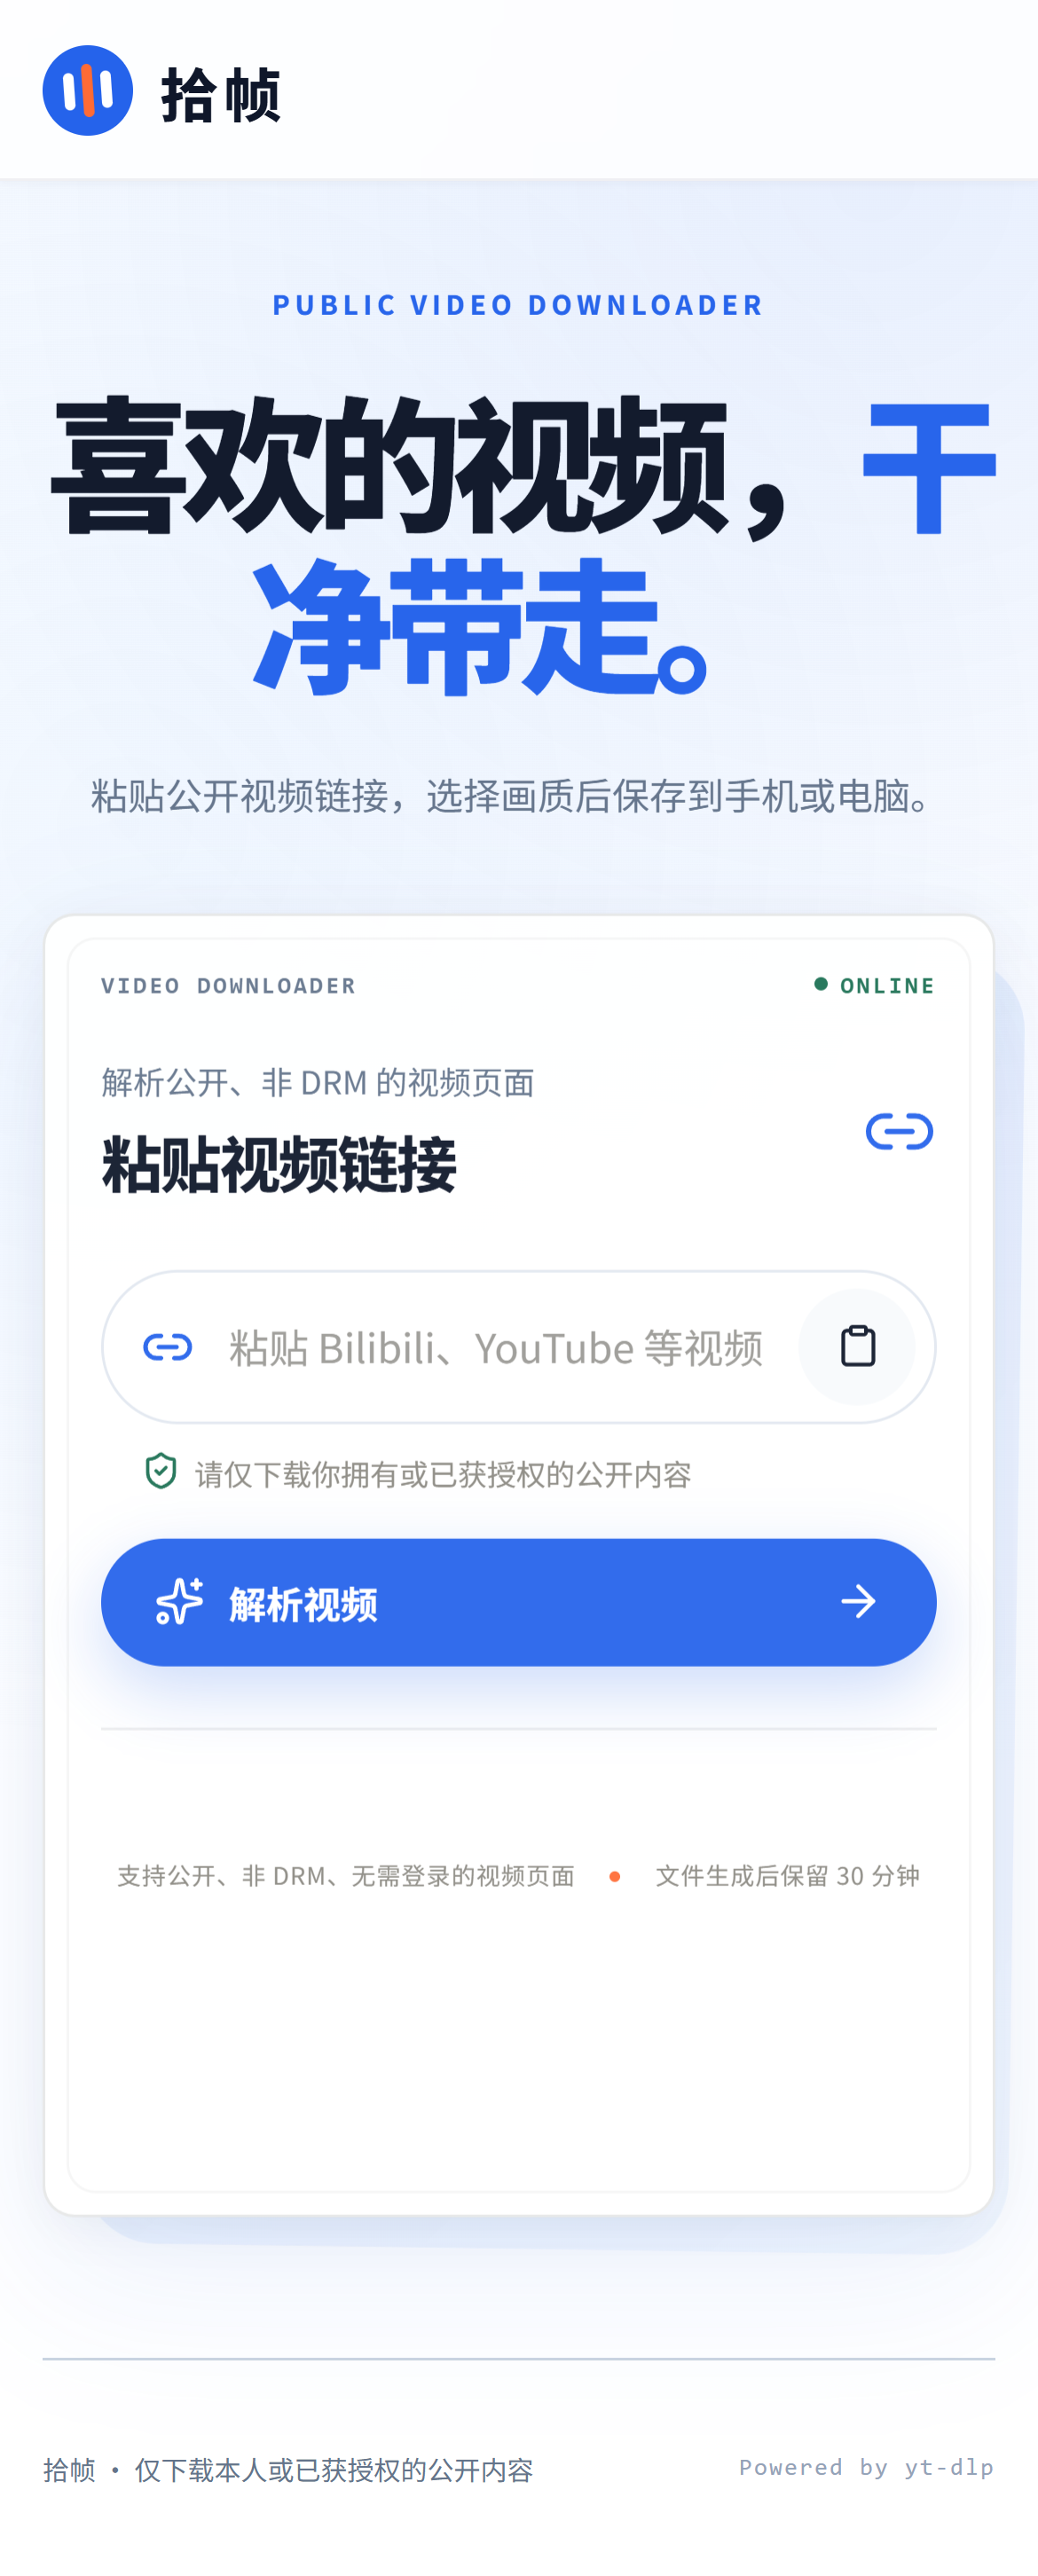 拾帧
PUBLIC VIDEO DOWNLOADER
喜欢的视频，干
净带走。
粘贴公开视频链接，选择画质后保存到手机或电脑。
VIDEO DOWNLOADER
ONLINE
解析公开、非 DRM 的视频页面
粘贴视频链接
粘贴 Bilibili、YouTube 等视频
请仅下载你拥有或已获授权的公开内容
解析视频
支持公开、非 DRM、无需登录的视频页面 • 文件生成后保留 30 分钟
拾帧 · 仅下载本人或已获授权的公开内容
Powered by yt-dlp